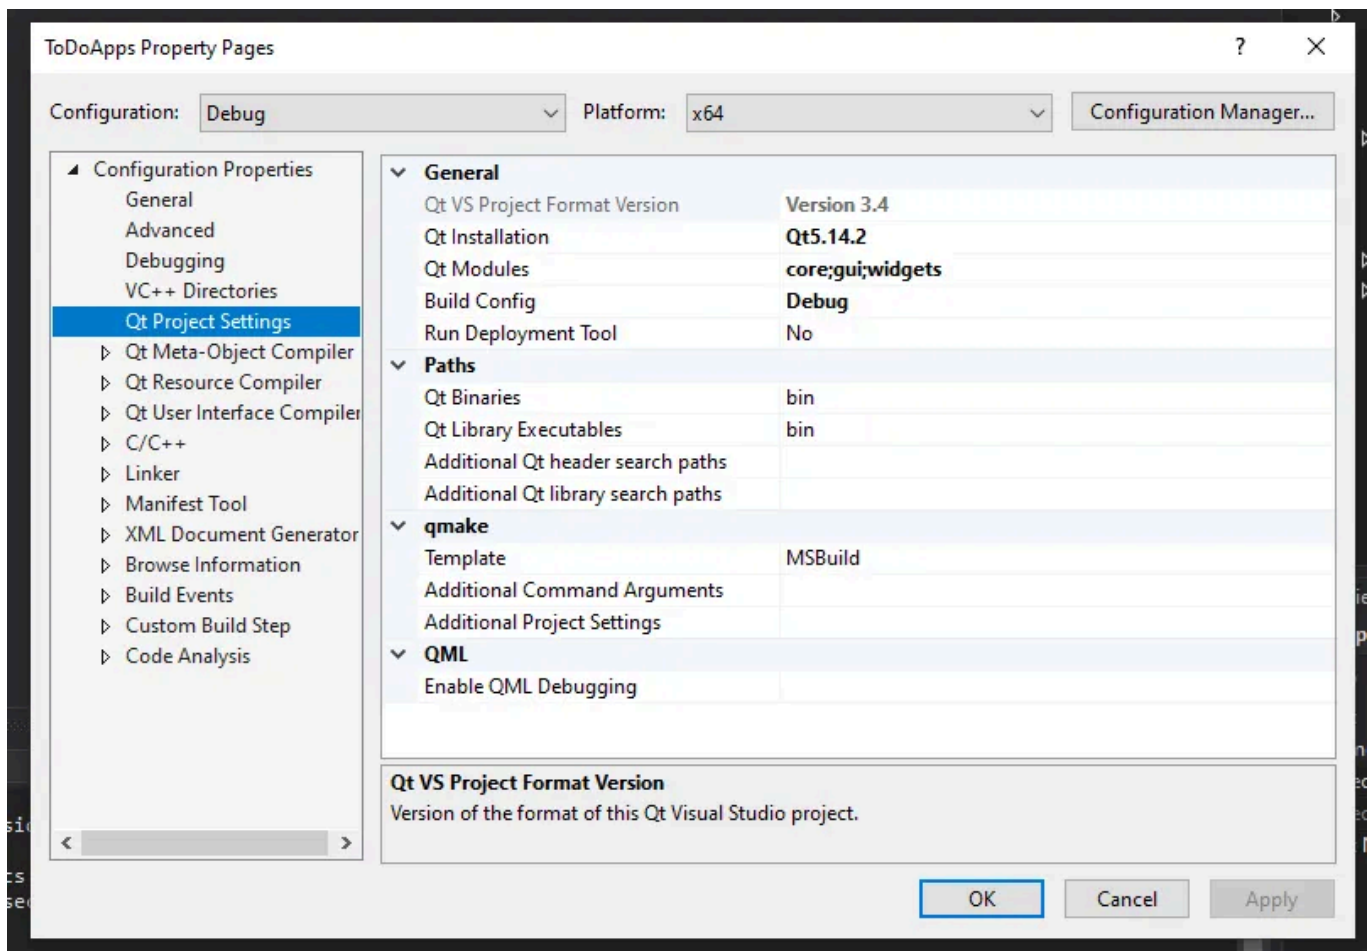 ToDoApps Property Pages
Configuration: Debug Platform: x64 Configuration Manager...
Configuration Properties
General
Advanced
Debugging
VC++ Directories
Qt Project Settings
Qt Meta-Object Compiler
Qt Resource Compiler
Qt User Interface Compiler
C/C++
Linker
Manifest Tool
XML Document Generator
Browse Information
Build Events
Custom Build Step
Code Analysis
General
Qt VS Project Format Version Version 3.4
Qt Installation Qt5.14.2
Qt Modules core;gui;widgets
Build Config Debug
Run Deployment Tool No
Paths
Qt Binaries bin
Qt Library Executables bin
Additional Qt header search paths
Additional Qt library search paths
qmake
Template MSBuild
Additional Command Arguments
Additional Project Settings
QML
Enable QML Debugging
Qt VS Project Format Version
Version of the format of this Qt Visual Studio project.
OK Cancel Apply